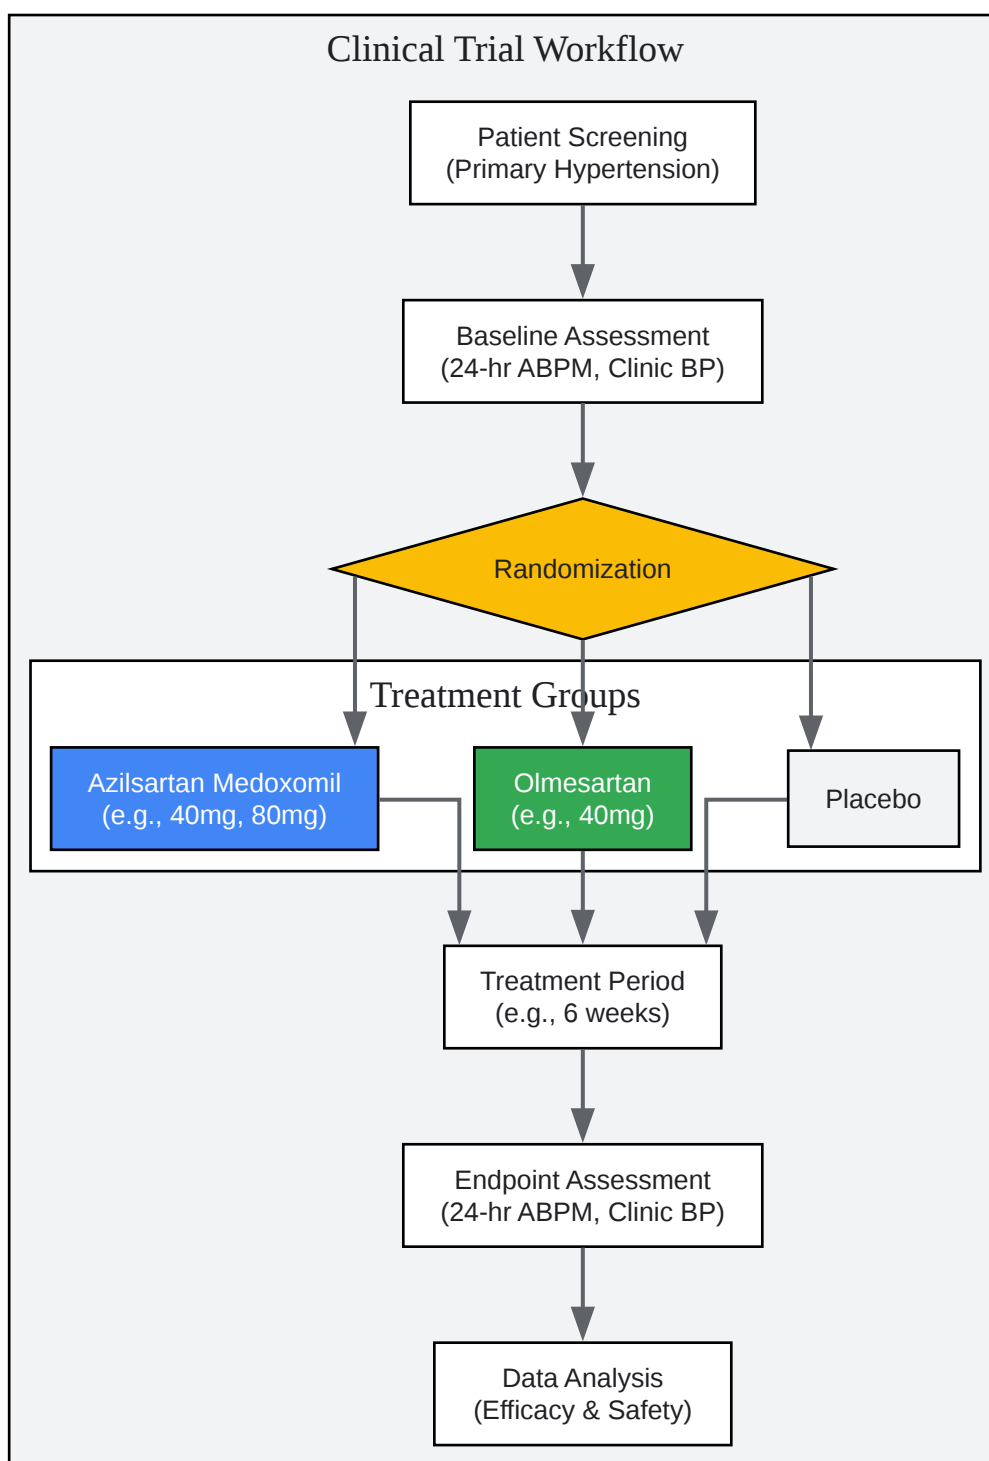 Clinical Trial Workflow
Patient Screening
(Primary Hypertension)
Baseline Assessment
(24-hr ABPM, Clinic BP)
Randomization
Treatment Groups
Azilsartan Medoxomil
(e.g., 40mg, 80mg)
Olmesartan
(e.g., 40mg)
Placebo
Treatment Period
(e.g., 6 weeks)
Endpoint Assessment
(24-hr ABPM, Clinic BP)
Data Analysis
(Efficacy & Safety)